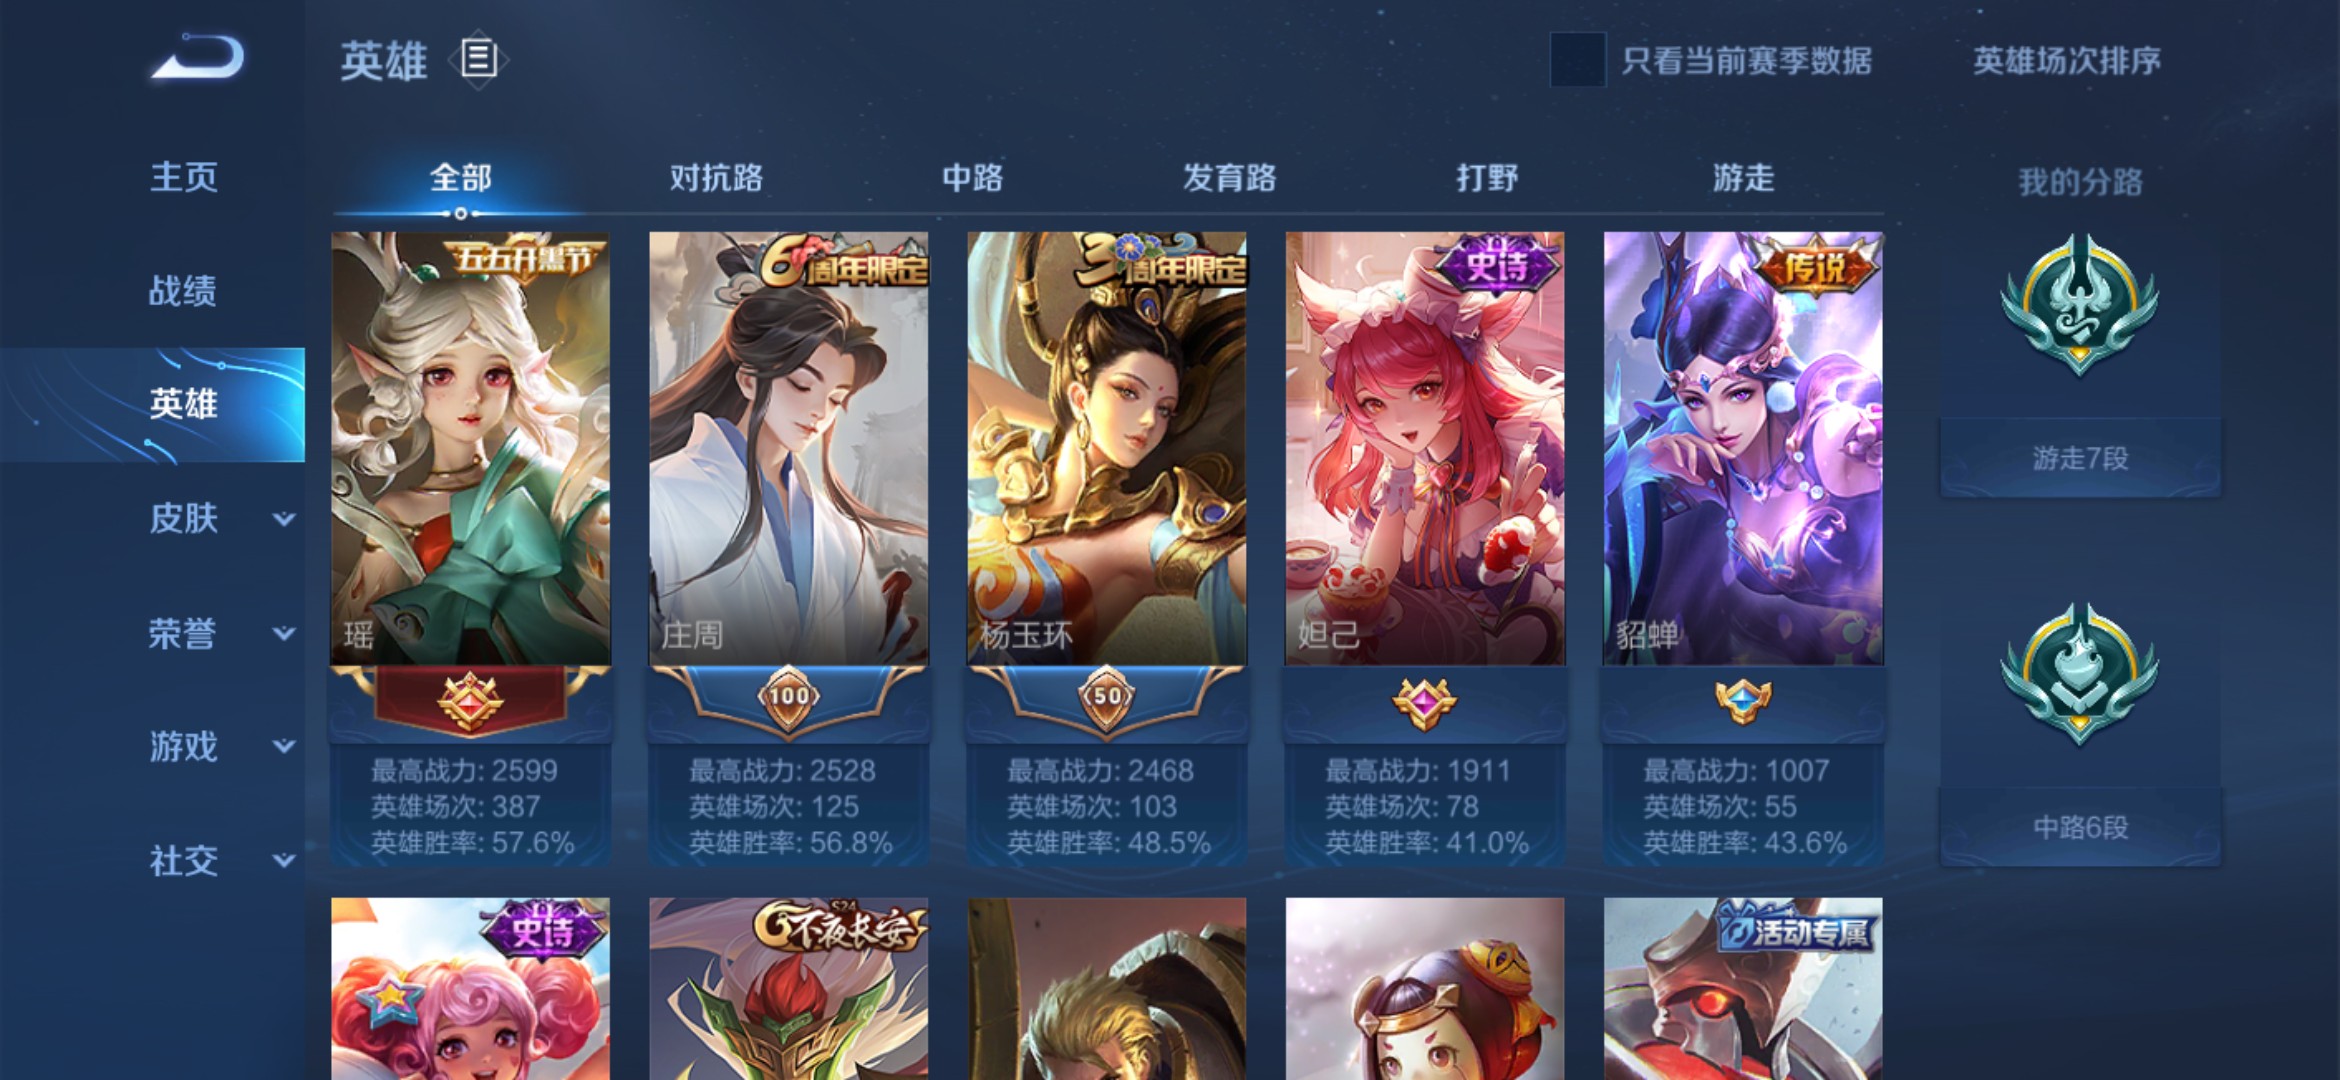 英雄
只看当前赛季数据
英雄场次排序
主页
战绩
英雄
皮肤
荣誉
游戏
社交
全部
对抗路
中路
发育路
打野
游走
我的分路
五五开黑节
瑶
最高战力: 2599
英雄场次: 387
英雄胜率: 57.6%
6周年限定
庄周
100
最高战力: 2528
英雄场次: 125
英雄胜率: 56.8%
3周年限定
杨玉环
50
最高战力: 2468
英雄场次: 103
英雄胜率: 48.5%
史诗
妲己
最高战力: 1911
英雄场次: 78
英雄胜率: 41.0%
传说
貂蝉
最高战力: 1007
英雄场次: 55
英雄胜率: 43.6%
游走7段
中路6段
史诗
S24
不夜长安
活动专属